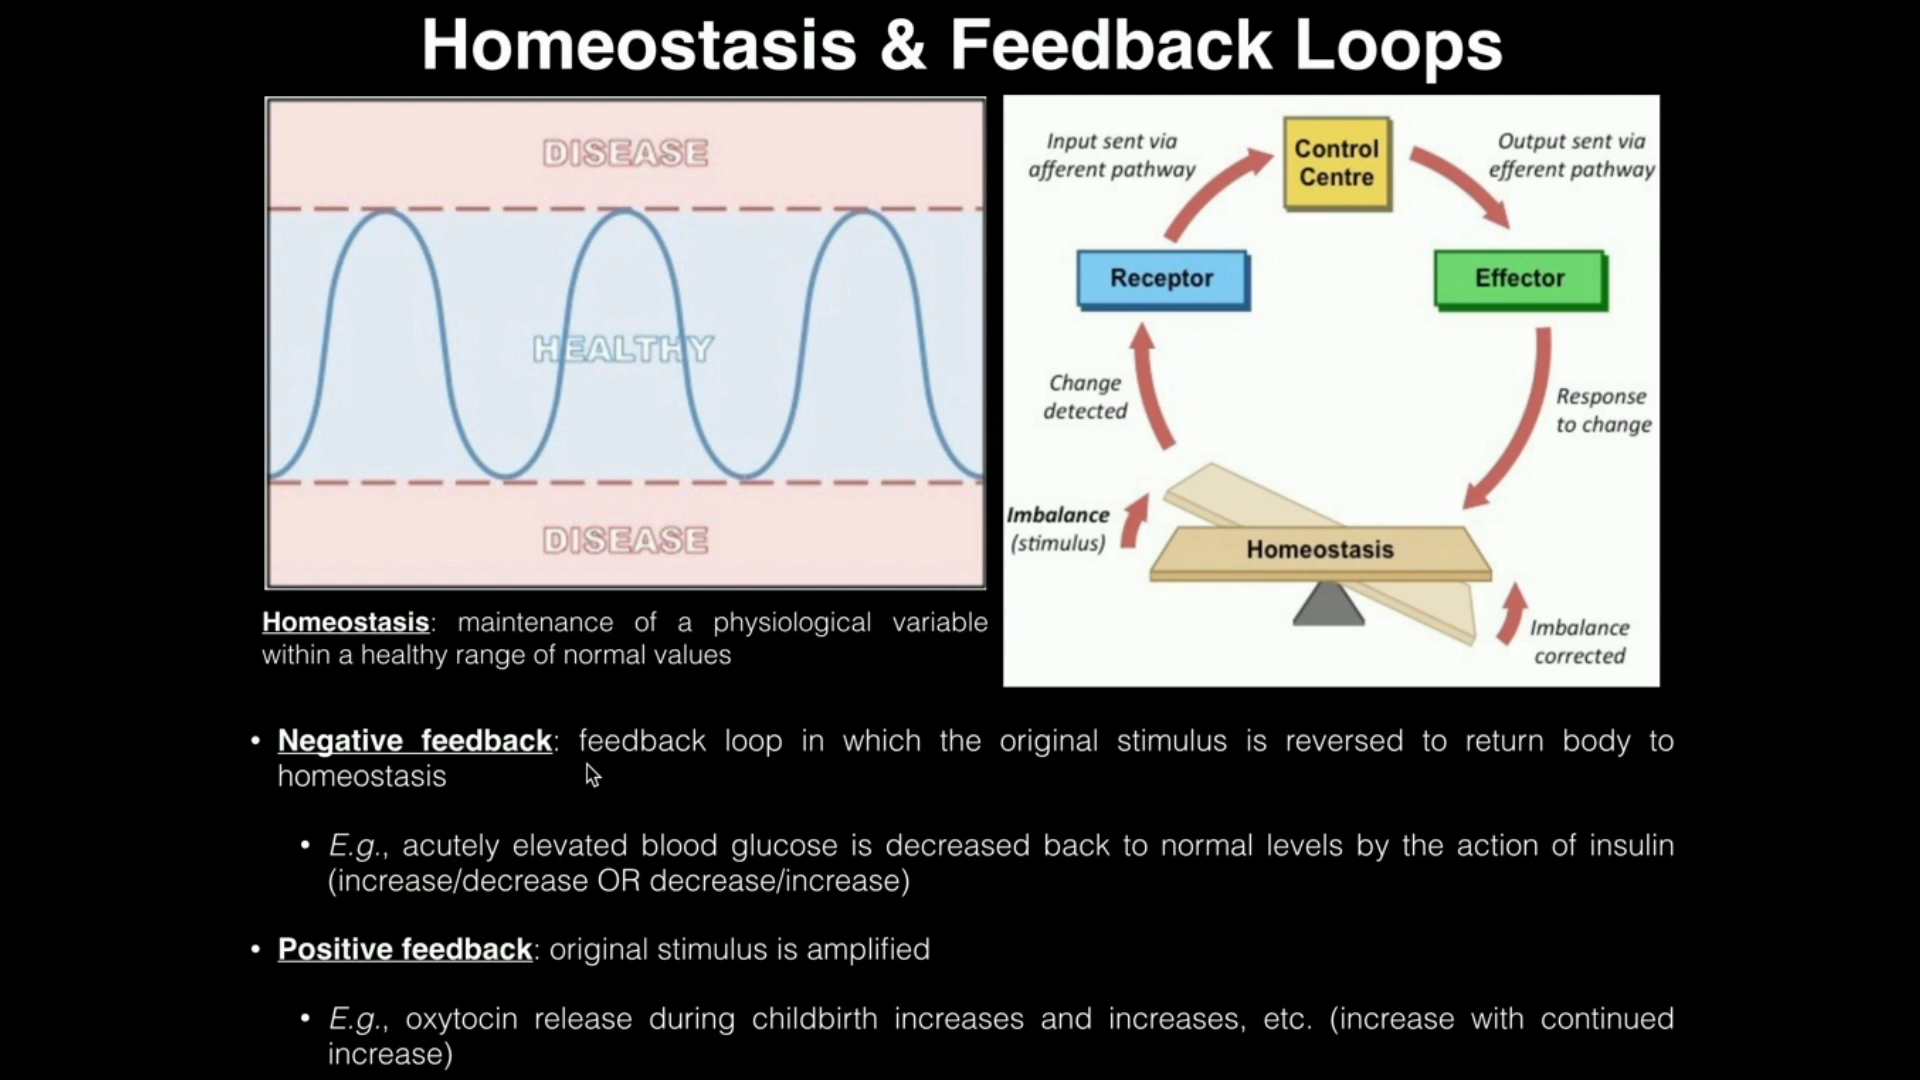 Homeostasis & Feedback Loops
DISEASE
HEALTHY
DISEASE
Homeostasis: maintenance of a physiological variable
within a healthy range of normal values
Input sent via
afferent pathway
Control
Centre
Output sent via
efferent pathway
Receptor
Effector
Change
detected
Response
to change
Imbalance
(stimulus)
Homeostasis
Imbalance
corrected
• Negative feedback: feedback loop in which the original stimulus is reversed to return body to
homeostasis
• E.g., acutely elevated blood glucose is decreased back to normal levels by the action of insulin
(increase/decrease OR decrease/increase)
• Positive feedback: original stimulus is amplified
• E.g., oxytocin release during childbirth increases and increases, etc. (increase with continued
increase)